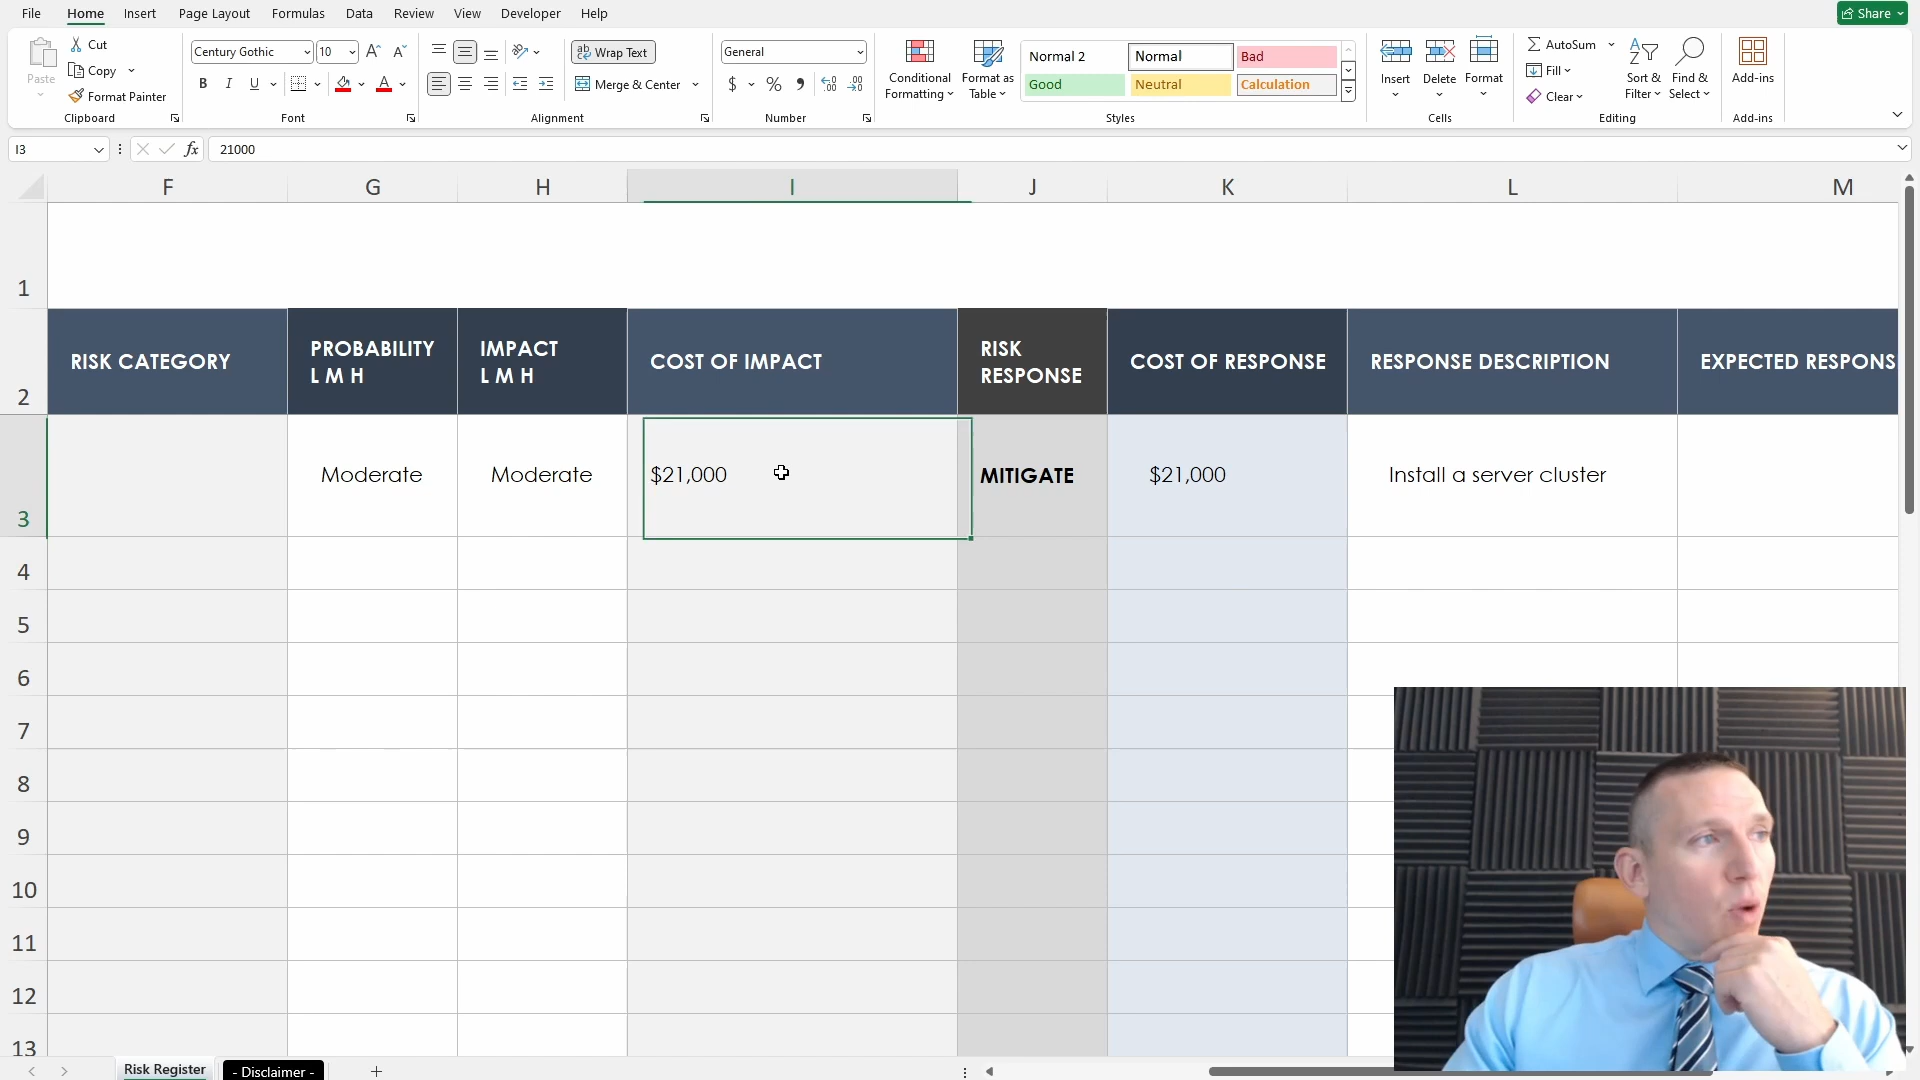 File Home Insert Page Layout Formulas Data Review View Developer Help Share
Paste Cut Copy Format Painter Clipboard
Century Gothic 10 B I U Font
Wrap Text Merge & Center Alignment
General $ % Number
Conditional Formatting Format as Table
Normal 2 Normal Bad
Good Neutral Calculation
Styles
Insert Delete Format Cells
AutoSum Fill Clear Sort & Filter Find & Select Editing
Add-ins Add-ins
I3 fx 21000
F G H I J K L M
1
2 RISK CATEGORY PROBABILITY L M H IMPACT L M H COST OF IMPACT RISK RESPONSE COST OF RESPONSE RESPONSE DESCRIPTION EXPECTED RESPONS
3 Moderate Moderate $21,000 MITIGATE $21,000 Install a server cluster
4
5
6
7
8
9
10
11
12
13
Risk Register - Disclaimer -